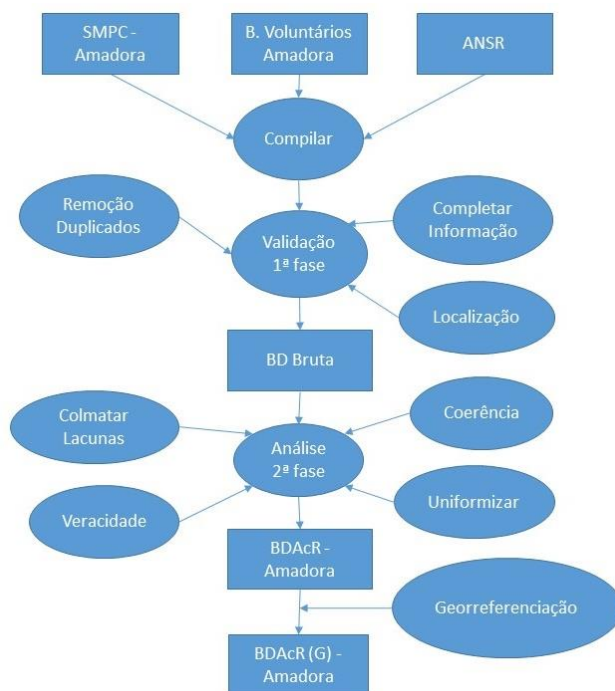 SMPC -
Amadora
B. Voluntários
Amadora
ANSR
Compilar
Remoção
Duplicados
Completar
Informação
Validação
1ª fase
Localização
BD Bruta
Colmatar
Lacunas
Coerência
Análise
2ª fase
Veracidade
Uniformizar
BDAcR -
Amadora
Georreferenciação
BDAcR (G) -
Amadora